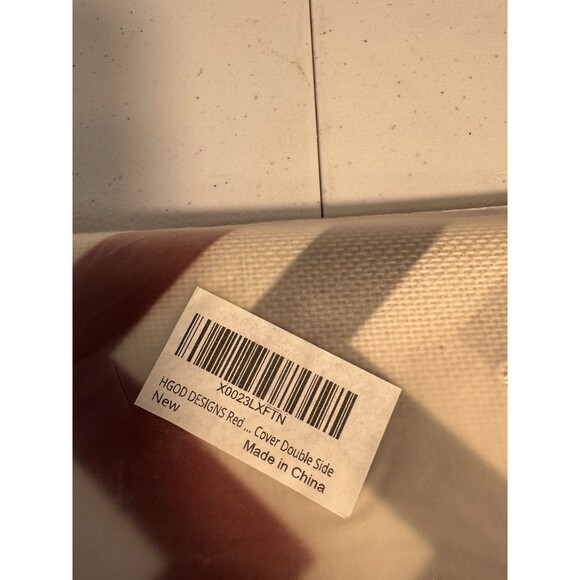 X0023LXFTN
HGOD DESIGNS Red ... Cover Double Side
New
Made in China